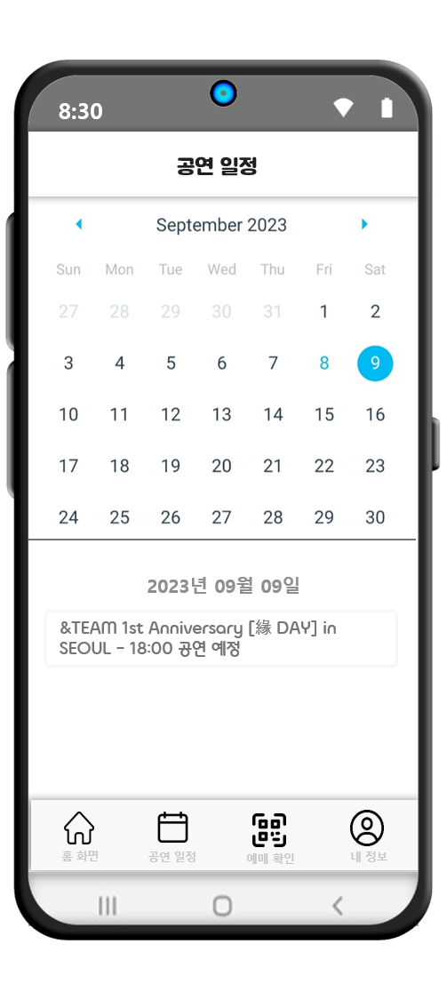 8:30
공연 일정
September 2023
Sun Mon Tue Wed Thu Fri Sat
27 28 29 30 31 1 2
3 4 5 6 7 8 9
10 11 12 13 14 15 16
17 18 19 20 21 22 23
24 25 26 27 28 29 30
2023년 09월 09일
&TEAM 1st Anniversary [緣 DAY] in
SEOUL - 18:00 공연 예정
홈 화면 공연 일정 예매 확인 내 정보